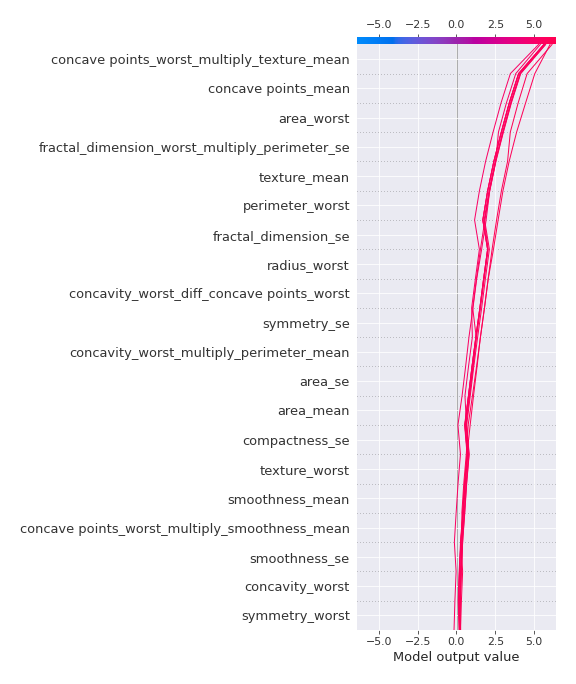 −5.0 −2.5 0.0 2.5 5.0
concave points_worst_multiply_texture_mean
concave points_mean
area_worst
fractal_dimension_worst_multiply_perimeter_se
texture_mean
perimeter_worst
fractal_dimension_se
radius_worst
concavity_worst_diff_concave points_worst
symmetry_se
concavity_worst_multiply_perimeter_mean
area_se
area_mean
compactness_se
texture_worst
smoothness_mean
concave points_worst_multiply_smoothness_mean
smoothness_se
concavity_worst
symmetry_worst
−5.0 −2.5 0.0 2.5 5.0
Model output value